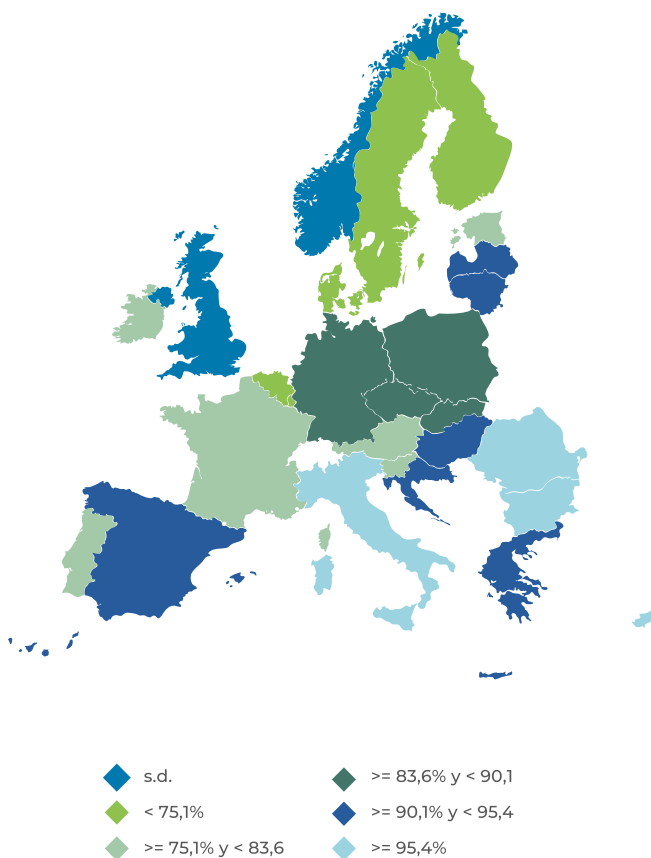 s.d.
< 75,1%
>= 75,1% y < 83,6
>= 83,6% y < 90,1
>= 90,1% y < 95,4
>= 95,4%